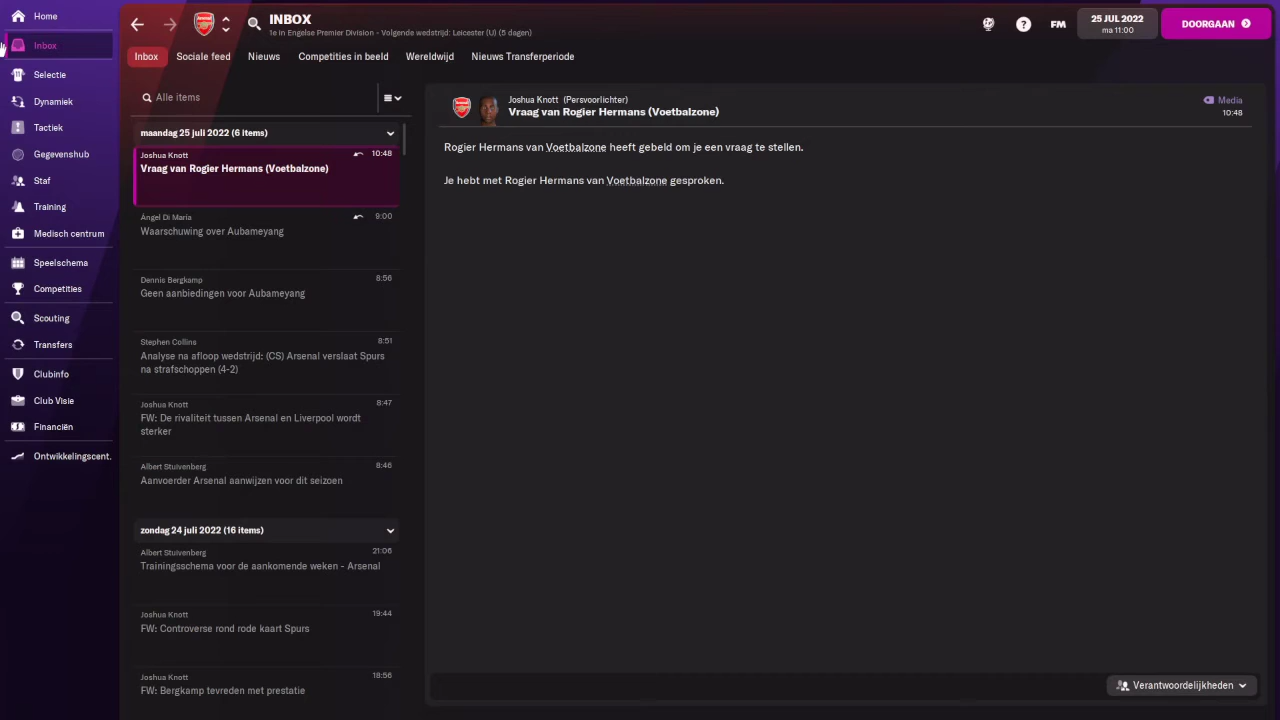 Home
Inbox
Selectie
Dynamiek
Tactiek
Gegevenshub
Staf
Training
Medisch centrum
Speelschema
Competities
Scouting
Transfers
Clubinfo
Club Visie
Financiën
Ontwikkelingscent.
INBOX
1e in Engelse Premier Division - Volgende wedstrijd: Leicester (U) (5 dagen)
FM
25 JUL 2022
ma 11:00
DOORGAAN
Inbox
Sociale feed
Nieuws
Competities in beeld
Wereldwijd
Nieuws Transferperiode
Alle items
maandag 25 juli 2022 (6 items)
Joshua Knott 10:48
Vraag van Rogier Hermans (Voetbalzone)
Ángel Di María 9:00
Waarschuwing over Aubameyang
Dennis Bergkamp 8:56
Geen aanbiedingen voor Aubameyang
Stephen Collins 8:51
Analyse na afloop wedstrijd: (CS) Arsenal verslaat Spurs
na strafschoppen (4-2)
Joshua Knott 8:47
FW: De rivaliteit tussen Arsenal en Liverpool wordt
sterker
Albert Stuivenberg 8:46
Aanvoerder Arsenal aanwijzen voor dit seizoen
zondag 24 juli 2022 (16 items)
Albert Stuivenberg 21:06
Trainingsschema voor de aankomende weken - Arsenal
Joshua Knott 19:44
FW: Controverse rond rode kaart Spurs
Joshua Knott 18:56
FW: Bergkamp tevreden met prestatie
Joshua Knott (Persvoorlichter)
Vraag van Rogier Hermans (Voetbalzone)
Media
10:48
Rogier Hermans van Voetbalzone heeft gebeld om je een vraag te stellen.
Je hebt met Rogier Hermans van Voetbalzone gesproken.
Verantwoordelijkheden